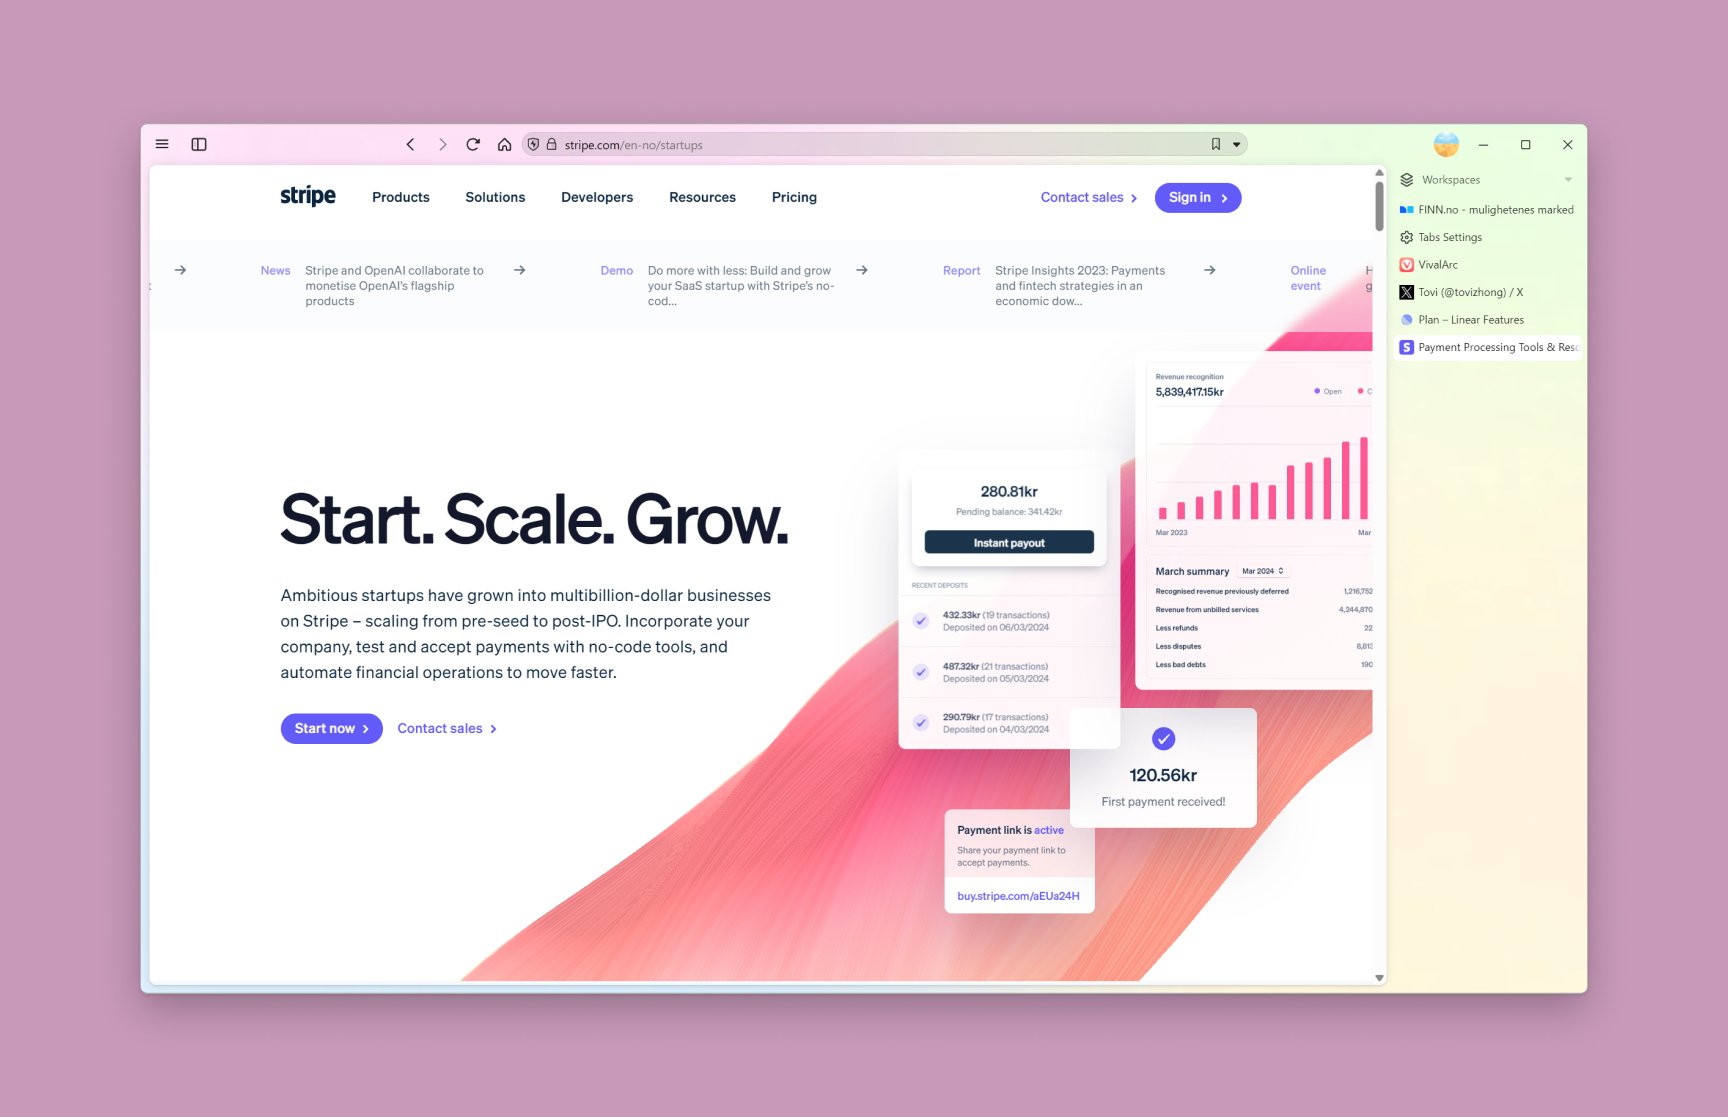 stripe.com/en-no/startups
stripe
Products
Solutions
Developers
Resources
Pricing
Contact sales
Sign in
News
Stripe and OpenAI collaborate to
monetise OpenAI's flagship
products
Demo
Do more with less: Build and grow
your SaaS startup with Stripe's no-
cod...
Report
Stripe Insights 2023: Payments
and fintech strategies in an
economic dow...
Online
event
H
g
Start. Scale. Grow.
Ambitious startups have grown into multibillion-dollar businesses
on Stripe – scaling from pre-seed to post-IPO. Incorporate your
company, test and accept payments with no-code tools, and
automate financial operations to move faster.
Start now
Contact sales
280.81kr
Pending balance: 341.42kr
Instant payout
RECENT DEPOSITS
432.33kr (19 transactions)
Deposited on 06/03/2024
487.32kr (21 transactions)
Deposited on 05/03/2024
290.79kr (17 transactions)
Deposited on 04/03/2024
Revenue recognition
5,839,417.15kr
Open
C
Mar 2023
Mar
March summary
Mar 2024
Recognised revenue previously deferred 1,216,752
Revenue from unbilled services 4,244,870
Less refunds 22
Less disputes 8,813
Less bad debts 190
120.56kr
First payment received!
Payment link is active
Share your payment link to
accept payments.
buy.stripe.com/aEUa24H
Workspaces
FINN.no - mulighetenes marked
Tabs Settings
VivalArc
Tovi (@tovizhong) / X
Plan – Linear Features
S
Payment Processing Tools & Reso